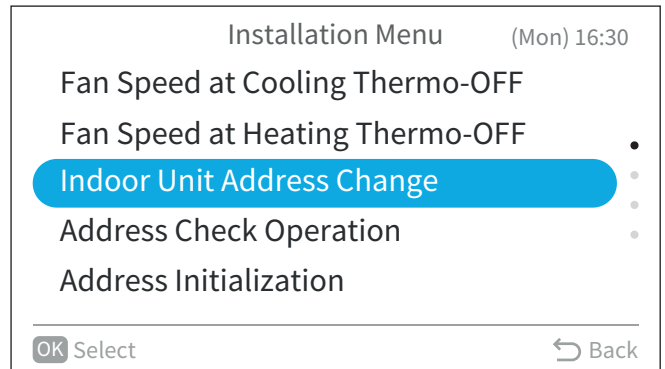 Installation Menu (Mon) 16:30
Fan Speed at Cooling Thermo-OFF
Fan Speed at Heating Thermo-OFF
Indoor Unit Address Change
Address Check Operation
Address Initialization
OK Select Back